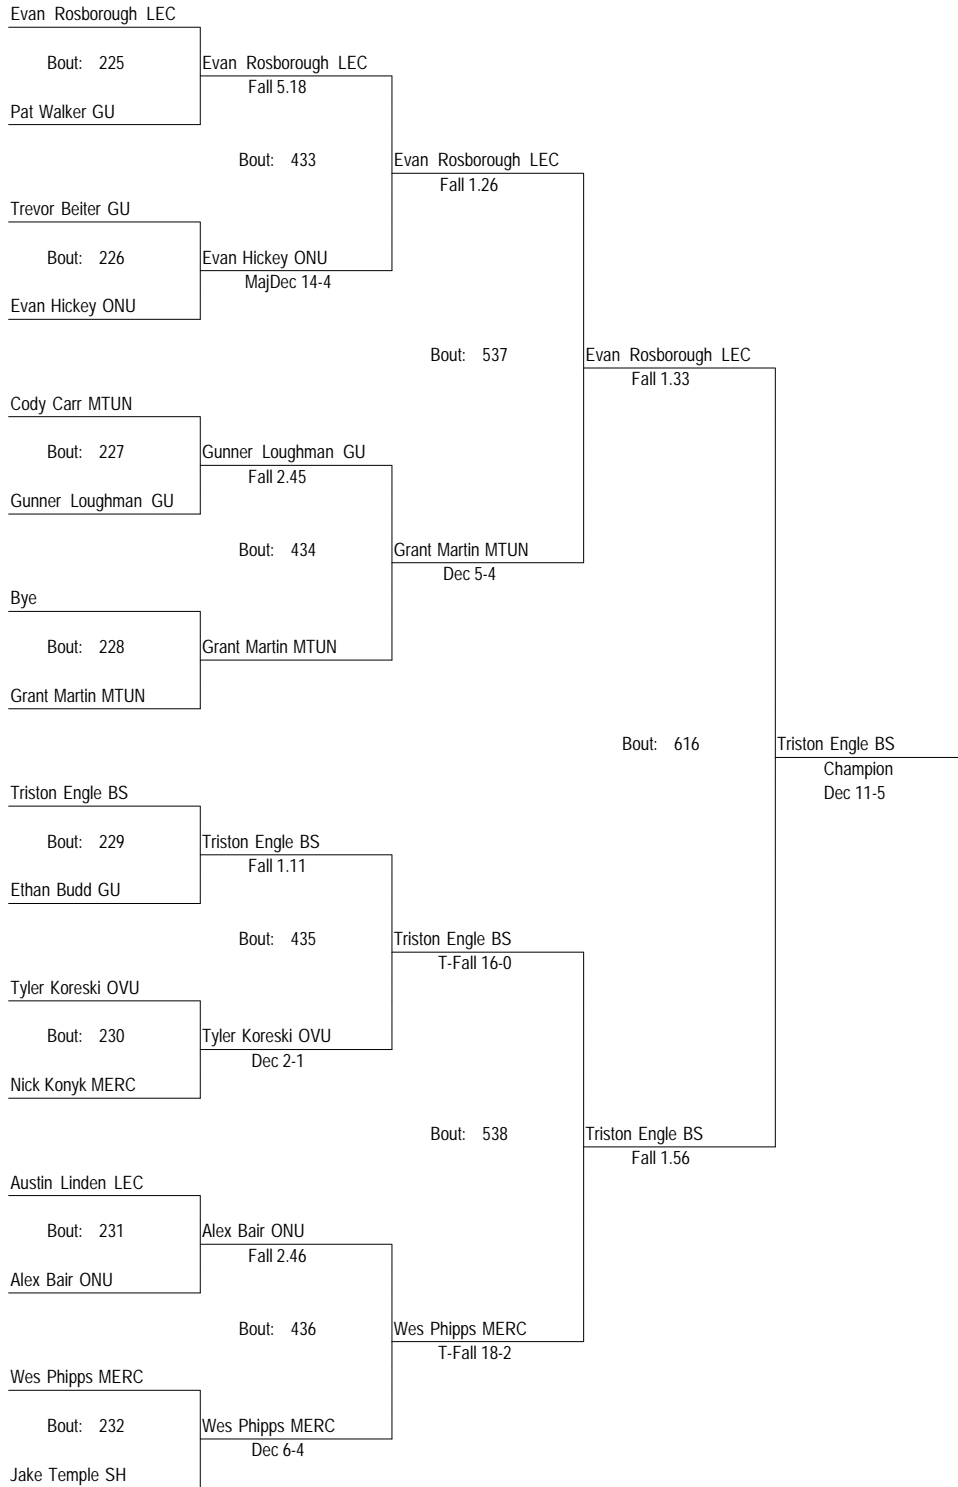 Evan Rosborough LEC
Bout: 225
Evan Rosborough LEC
Fall 5.18
Pat Walker GU
Bout: 433
Evan Rosborough LEC
Fall 1.26
Trevor Beiter GU
Bout: 226
Evan Hickey ONU
MajDec 14-4
Evan Hickey ONU
Bout: 537
Evan Rosborough LEC
Fall 1.33
Cody Carr MTUN
Bout: 227
Gunner Loughman GU
Fall 2.45
Gunner Loughman GU
Bout: 434
Grant Martin MTUN
Dec 5-4
Bye
Bout: 228
Grant Martin MTUN
Grant Martin MTUN
Bout: 616
Triston Engle BS
Champion
Dec 11-5
Triston Engle BS
Bout: 229
Triston Engle BS
Fall 1.11
Ethan Budd GU
Bout: 435
Triston Engle BS
T-Fall 16-0
Tyler Koreski OVU
Bout: 230
Tyler Koreski OVU
Dec 2-1
Nick Konyk MERC
Bout: 538
Triston Engle BS
Fall 1.56
Austin Linden LEC
Bout: 231
Alex Bair ONU
Fall 2.46
Alex Bair ONU
Bout: 436
Wes Phipps MERC
T-Fall 18-2
Wes Phipps MERC
Bout: 232
Wes Phipps MERC
Dec 6-4
Jake Temple SH